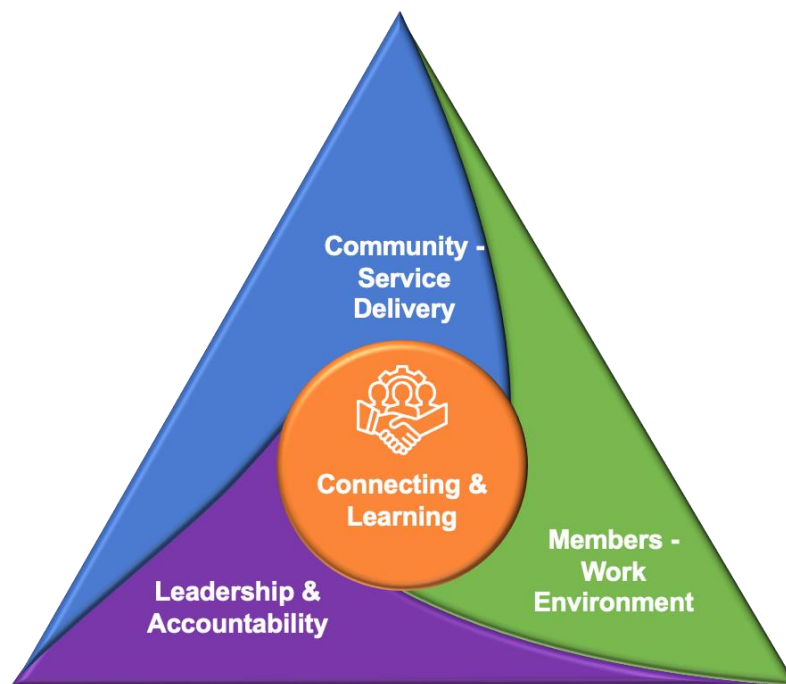 Community -
Service
Delivery
Connecting &
Learning
Members -
Work
Environment
Leadership &
Accountability